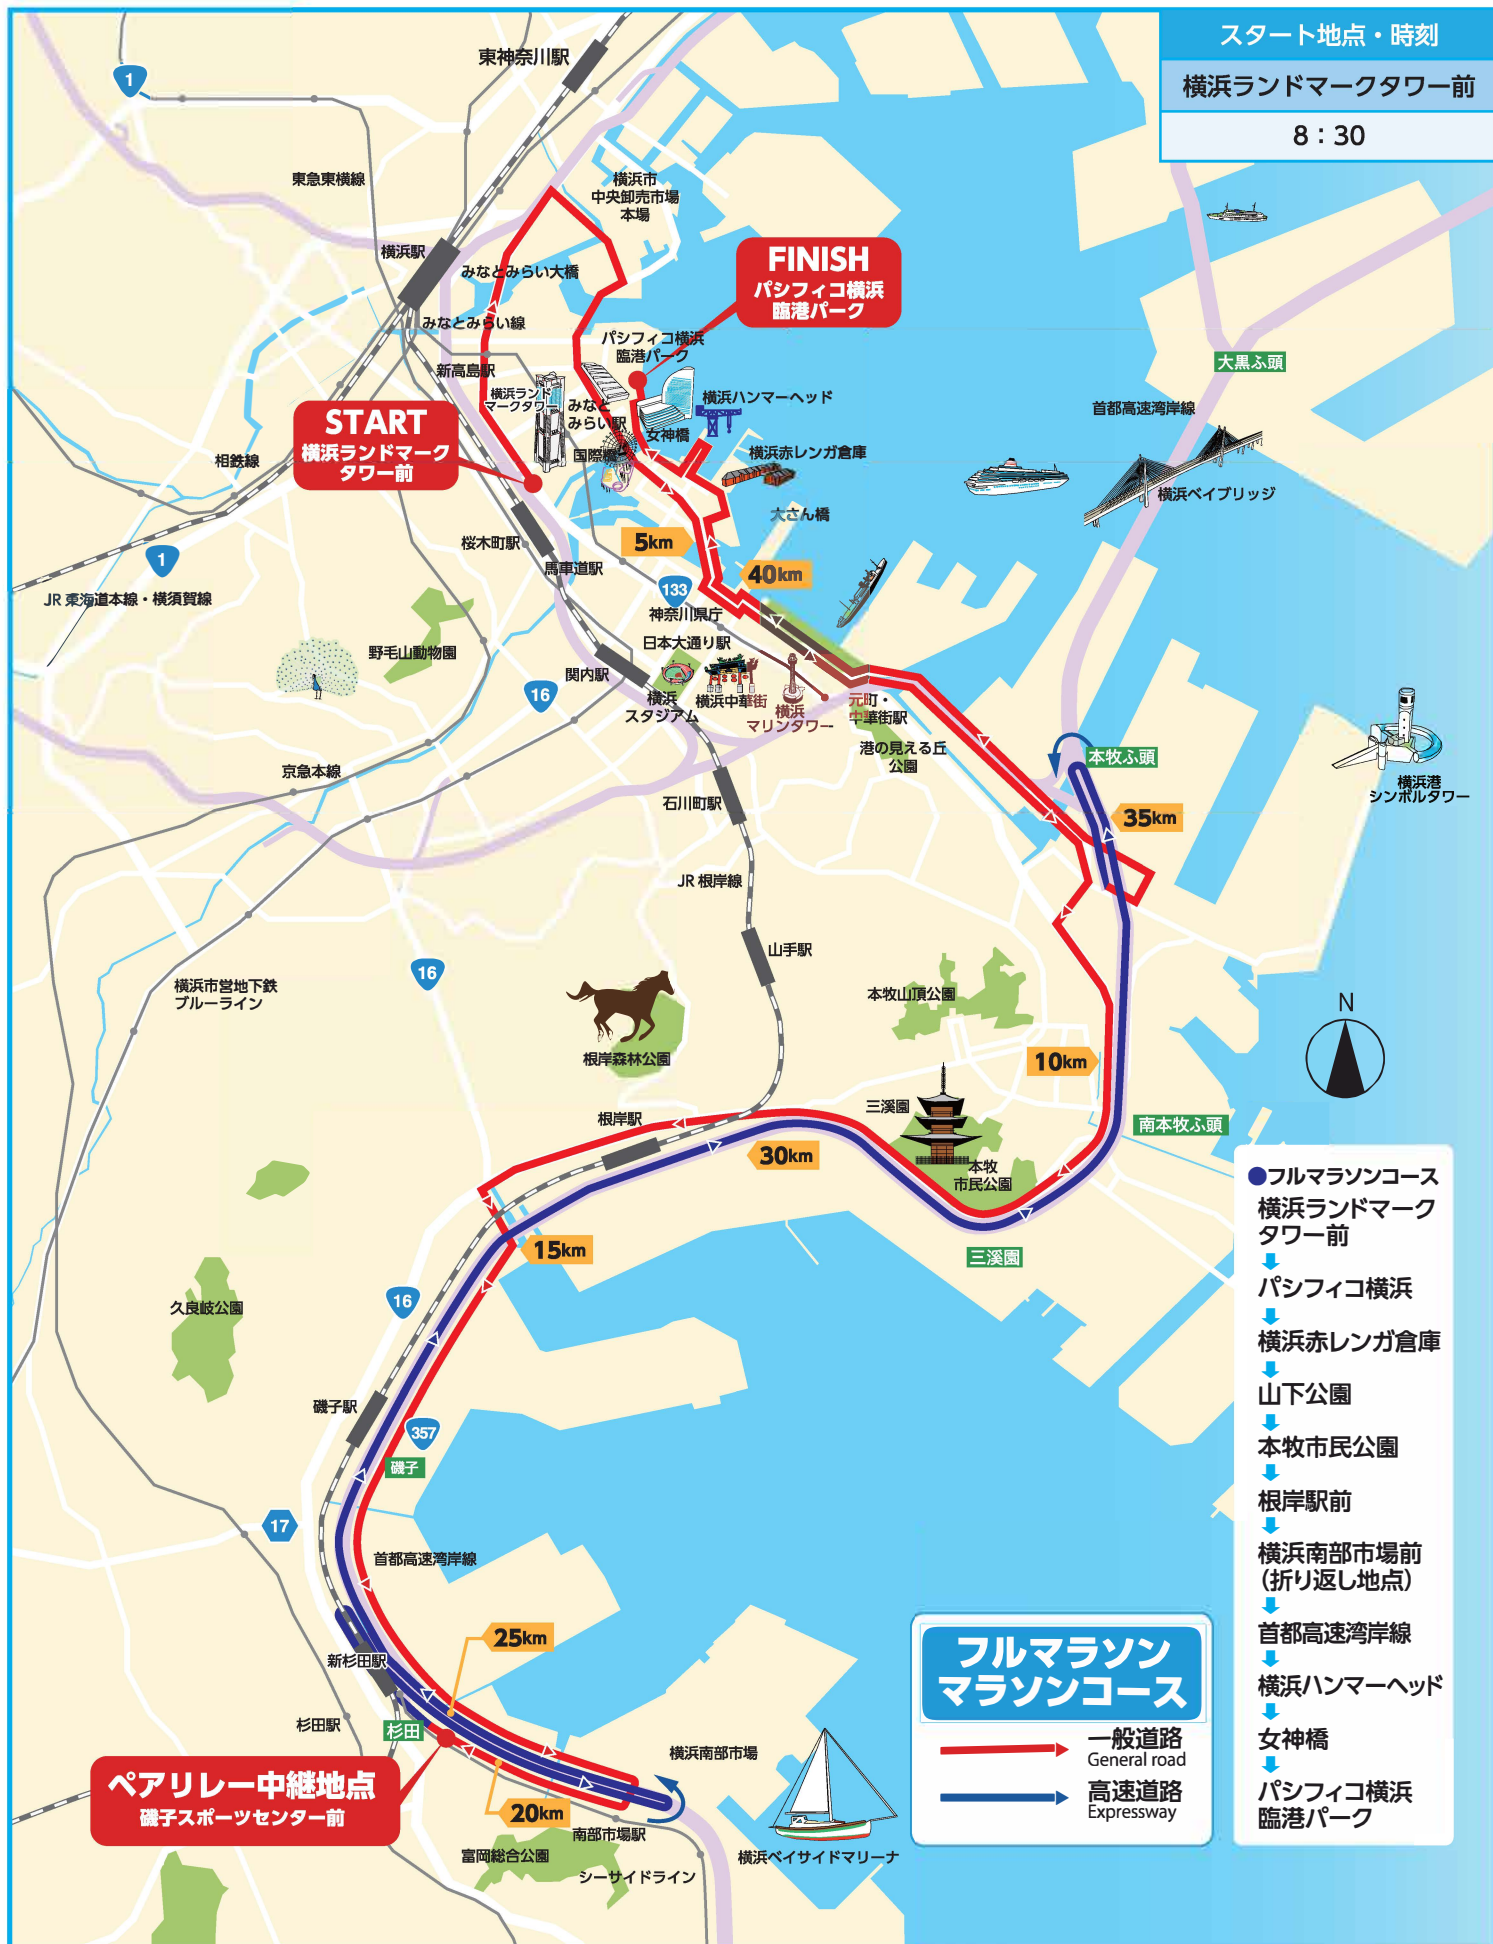 スタート地点・時刻
横浜ランドマークタワー前
8：30
東神奈川駅
1
東急東横線
横浜市
中央卸売市場
本場
横浜駅
みなとみらい大橋
FINISH
パシフィコ横浜
臨港パーク
みなとみらい線
パシフィコ横浜
臨港パーク
新高島駅
大黒ふ頭
横浜ランド
マークタワー
みなと
みらい駅
横浜ハンマーヘッド
首都高速湾岸線
START
横浜ランドマーク
タワー前
女神橋
国際橋
横浜赤レンガ倉庫
相鉄線
横浜ベイブリッジ
大さん橋
桜木町駅
5km
馬車道駅
1
40km
133
JR 東海道本線・横須賀線
神奈川県庁
日本大通り駅
野毛山動物園
関内駅
16
横浜
スタジアム
横浜中華街
横浜
マリンタワー
元町・
中華街駅
港の見える丘
公園
本牧ふ頭
京急本線
横浜港
シンボルタワー
石川町駅
35km
JR 根岸線
山手駅
16
横浜市営地下鉄
ブルーライン
本牧山頂公園
N
根岸森林公園
10km
三溪園
根岸駅
南本牧ふ頭
30km
本牧
市民公園
15km
三溪園
16
久良岐公園
磯子駅
357
磯子
17
首都高速湾岸線
25km
新杉田駅
杉田駅
杉田
横浜南部市場
ペアリレー中継地点
磯子スポーツセンター前
20km
南部市場駅
富岡総合公園
シーサイドライン
横浜ベイサイドマリーナ
フルマラソン
マラソンコース
一般道路
General road
高速道路
Expressway
●フルマラソンコース
横浜ランドマーク
タワー前
パシフィコ横浜
横浜赤レンガ倉庫
山下公園
本牧市民公園
根岸駅前
横浜南部市場前
（折り返し地点）
首都高速湾岸線
横浜ハンマーヘッド
女神橋
パシフィコ横浜
臨港パーク